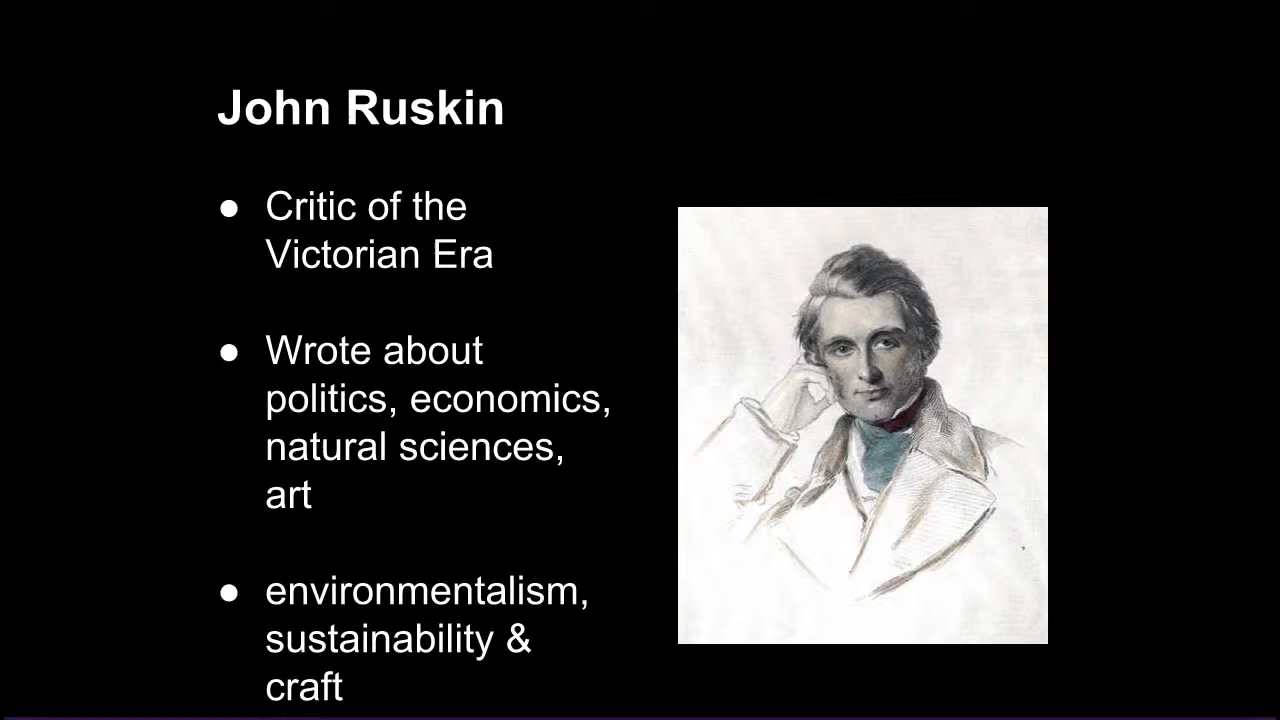 John Ruskin
● Critic of the
Victorian Era
● Wrote about
politics, economics,
natural sciences,
art
● environmentalism,
sustainability &
craft